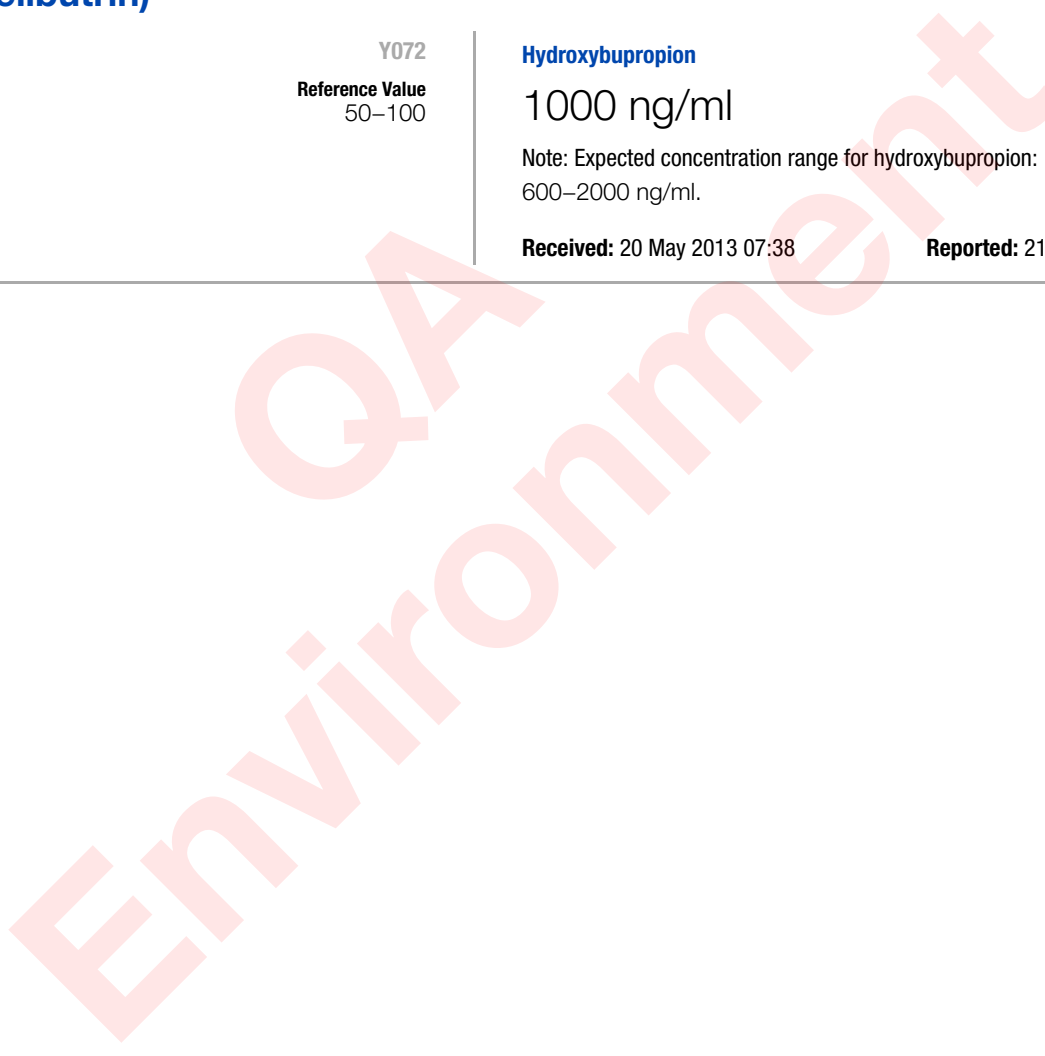 Y072
Reference Value
50–100
Hydroxybupropion
1000 ng/ml
Note: Expected concentration range for hydroxybupropion:
600–2000 ng/ml.
Received: 20 May 2013 07:38 Reported: 21
QA
Environment